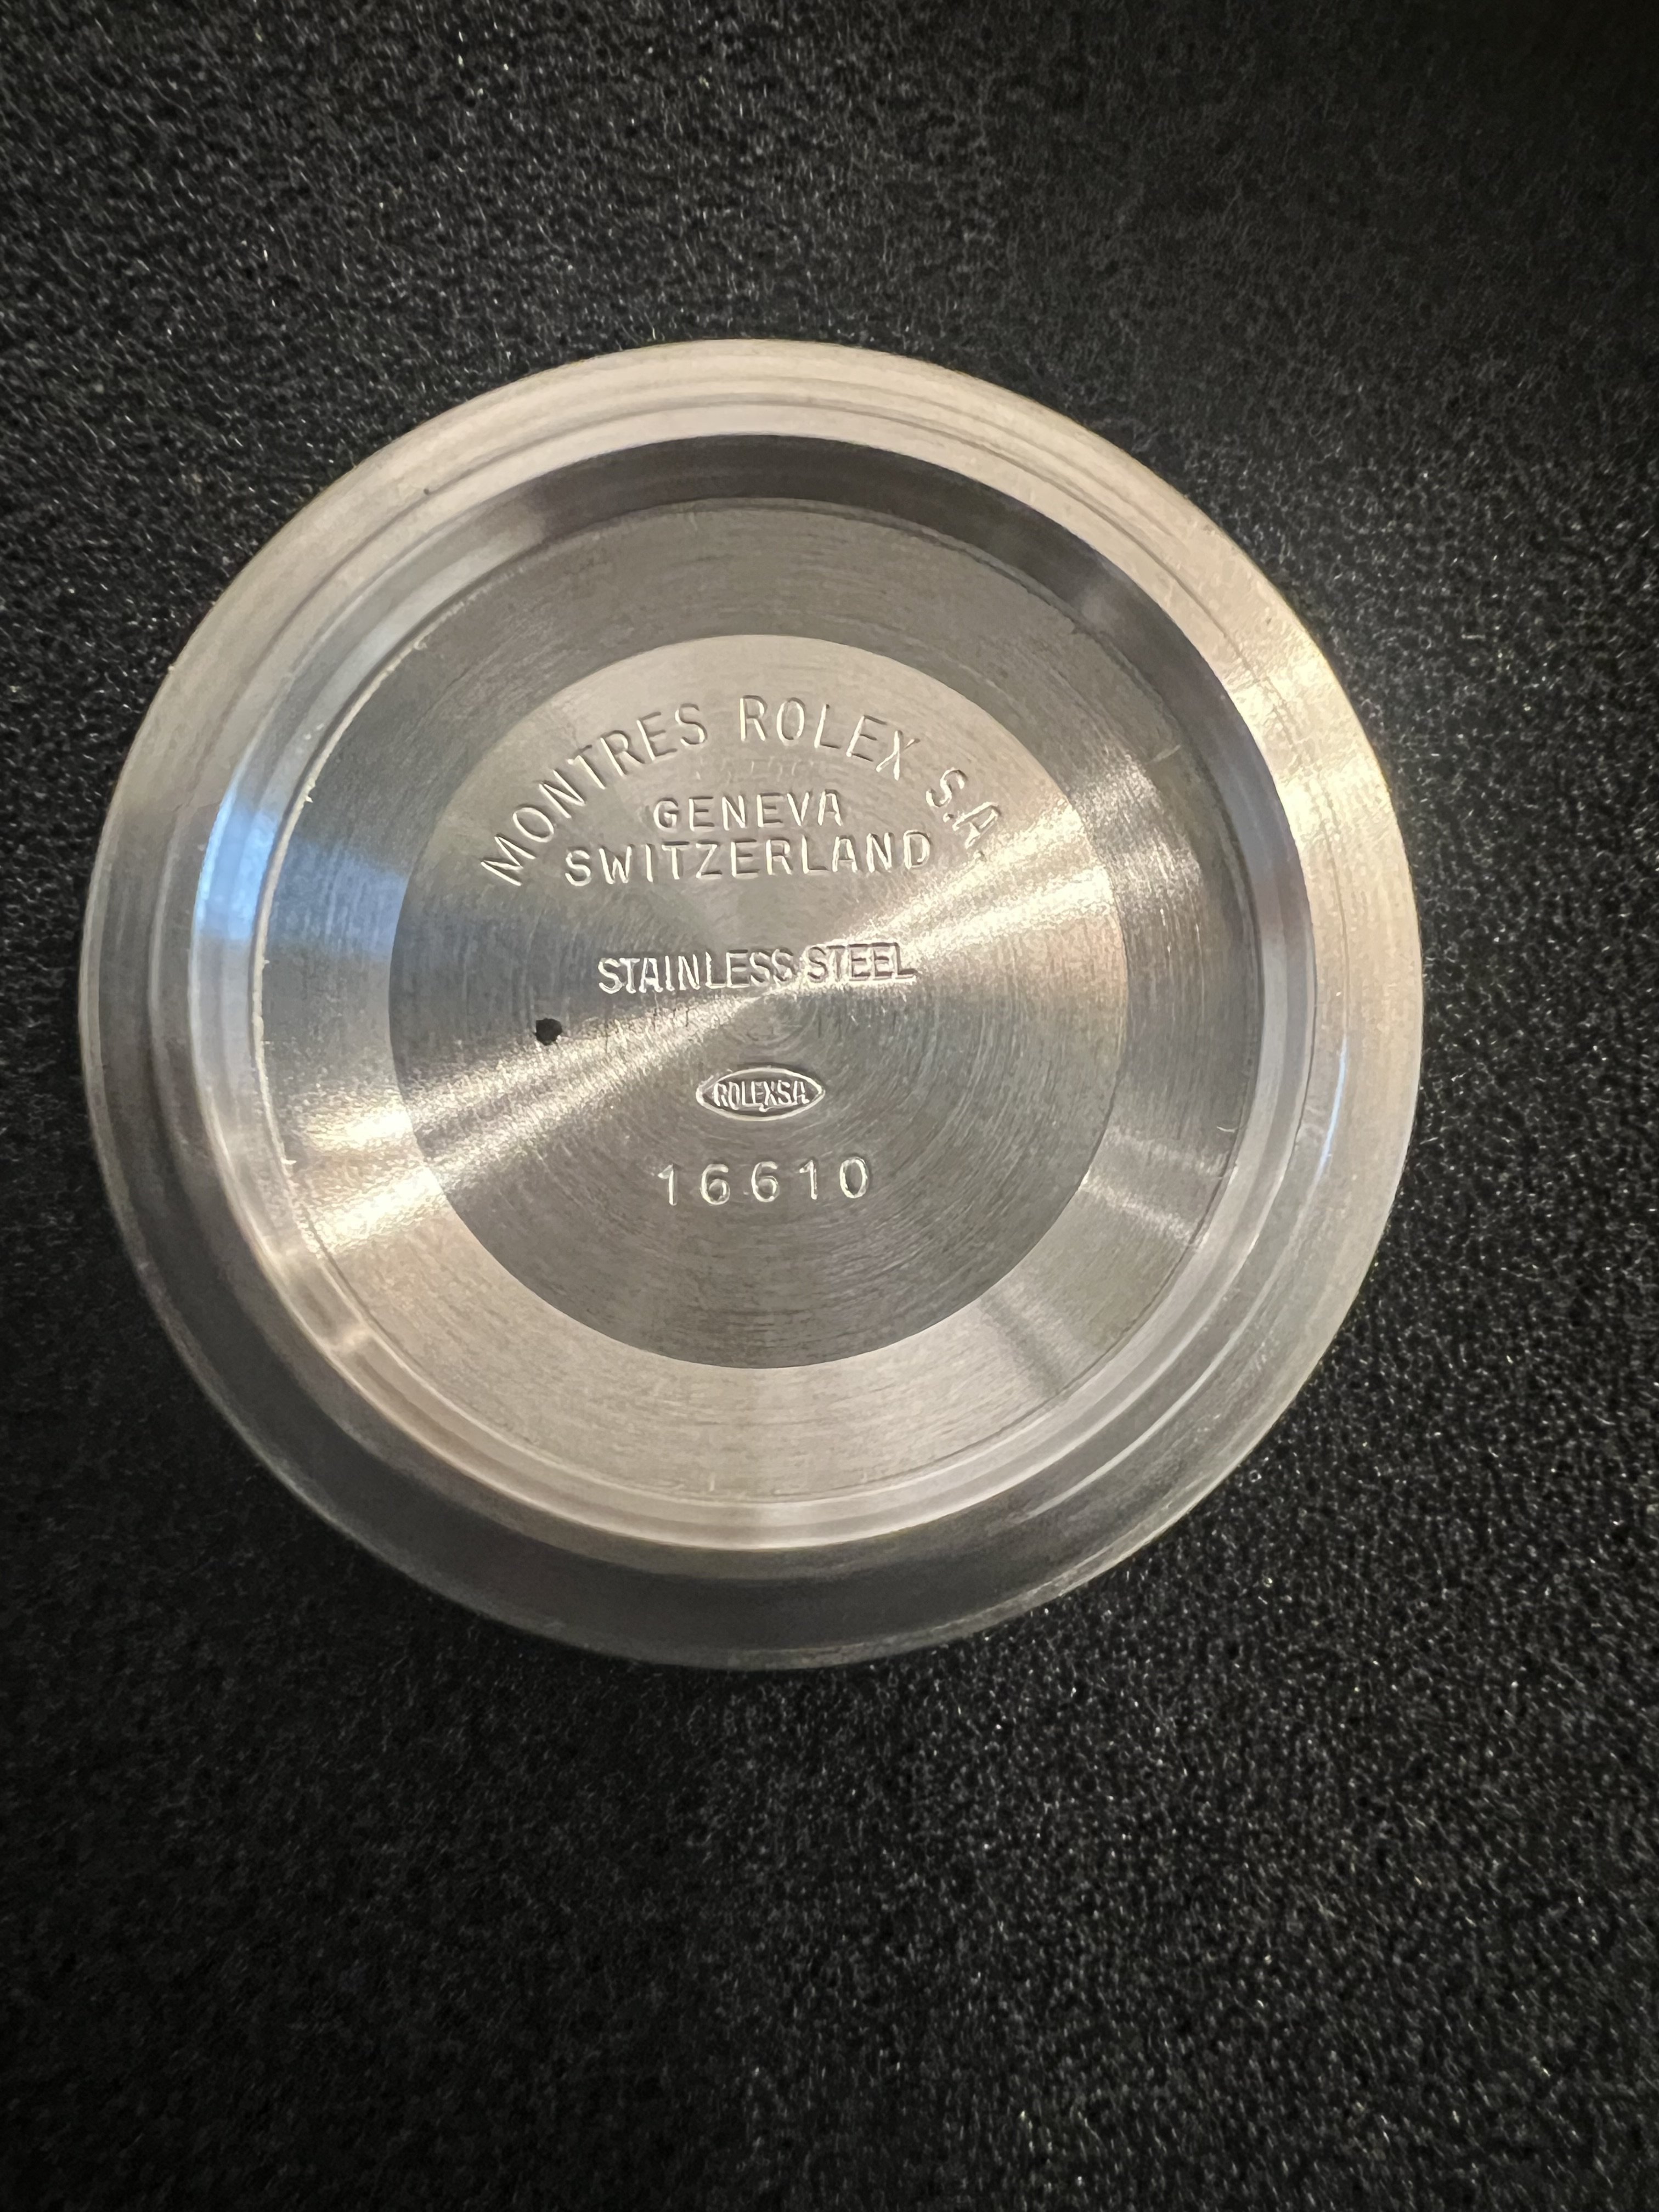 MONTRES ROLEX S.A.
GENEVA
SWITZERLAND
STAINLESS STEEL
ROLEXSA
16610